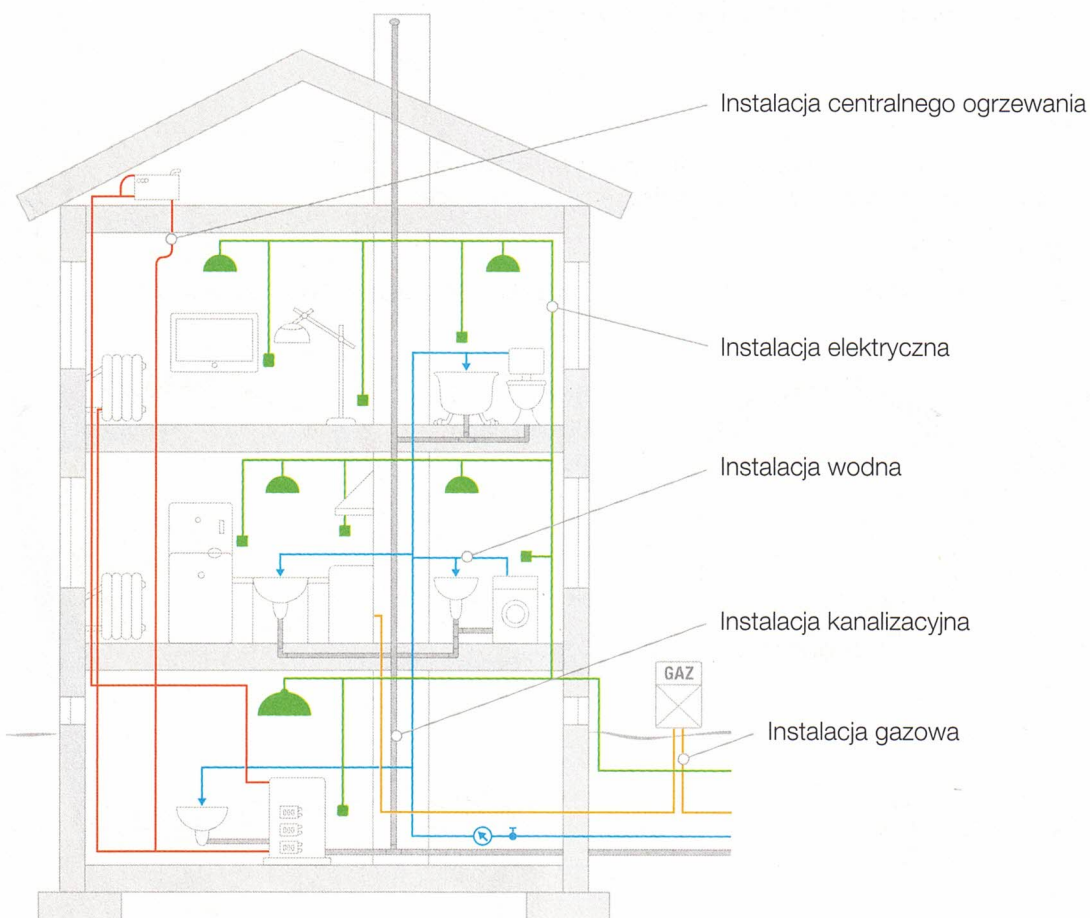 Instalacja centralnego ogrzewania
Instalacja elektryczna
Instalacja wodna
Instalacja kanalizacyjna
GAZ
Instalacja gazowa